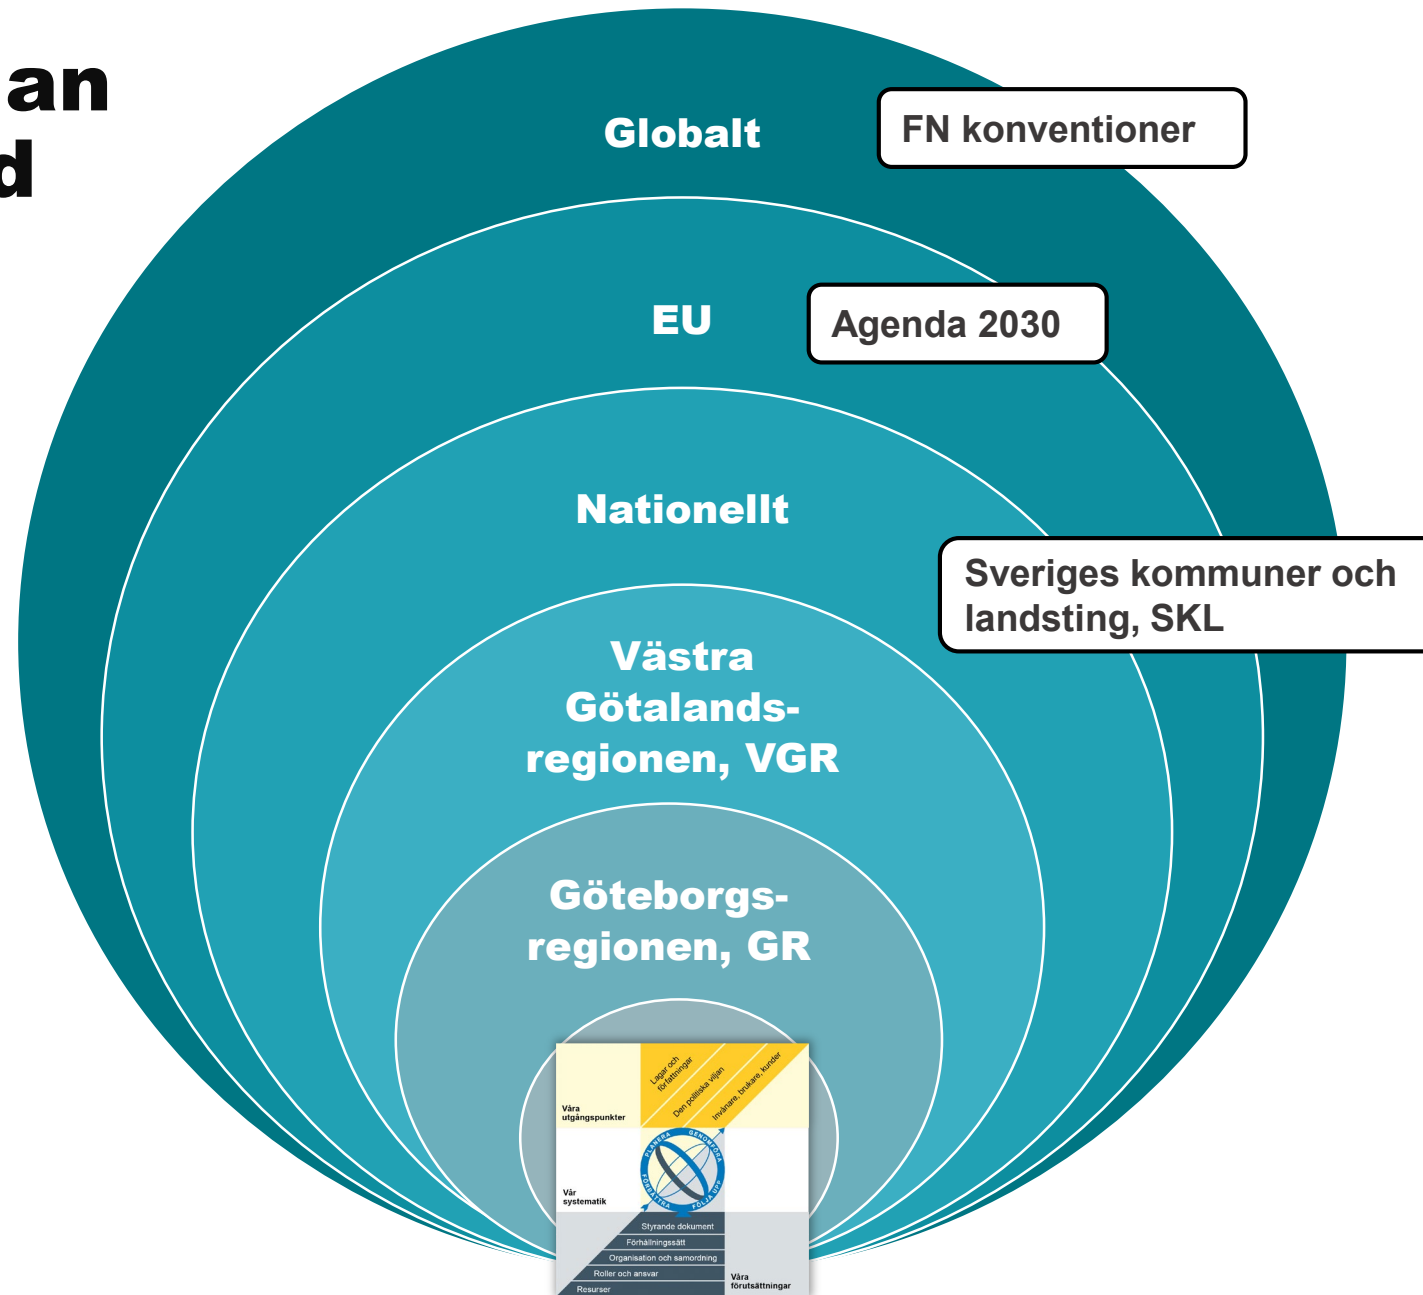 an
d
Globalt
FN konventioner
EU
Agenda 2030
Nationellt
Sveriges kommuner och
landsting, SKL
Västra
Götalands-
regionen, VGR
Göteborgs-
regionen, GR
Lagar och
författningar
Den politiska viljan
Invånare, brukare, kunder
Våra
utgångspunkter
PLANERA
GENOMFÖRA
FÖLJA UPP
FÖRBÄTTRA
Vår
systematik
Styrande dokument
Förhållningssätt
Organisation och samordning
Roller och ansvar
Resurser
Våra
förutsättningar